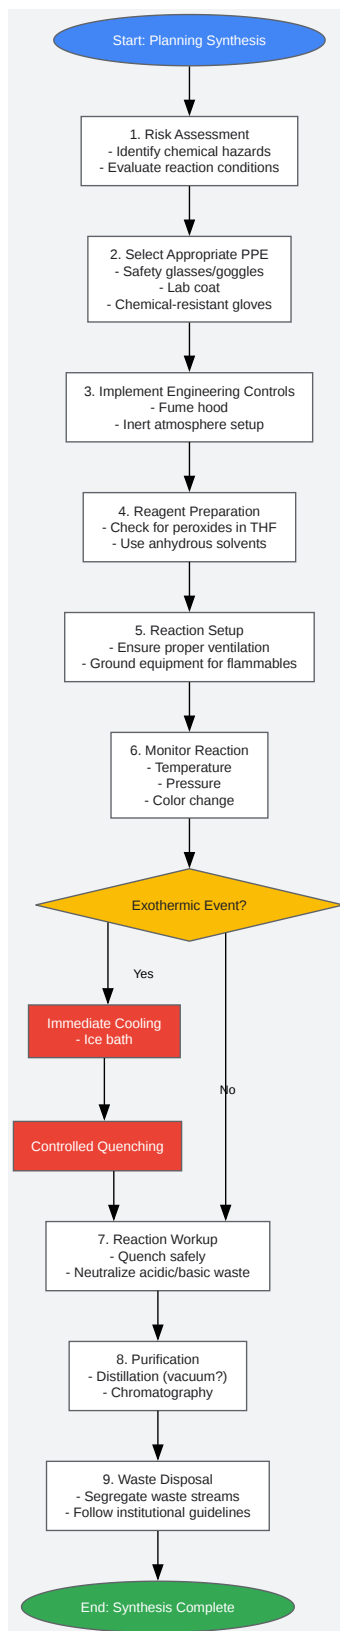 Start: Planning Synthesis
1. Risk Assessment
- Identify chemical hazards
- Evaluate reaction conditions
2. Select Appropriate PPE
- Safety glasses/goggles
- Lab coat
- Chemical-resistant gloves
3. Implement Engineering Controls
- Fume hood
- Inert atmosphere setup
4. Reagent Preparation
- Check for peroxides in THF
- Use anhydrous solvents
5. Reaction Setup
- Ensure proper ventilation
- Ground equipment for flammables
6. Monitor Reaction
- Temperature
- Pressure
- Color change
Exothermic Event?
Yes
Immediate Cooling
- Ice bath
No
Controlled Quenching
7. Reaction Workup
- Quench safely
- Neutralize acidic/basic waste
8. Purification
- Distillation (vacuum?)
- Chromatography
9. Waste Disposal
- Segregate waste streams
- Follow institutional guidelines
End: Synthesis Complete